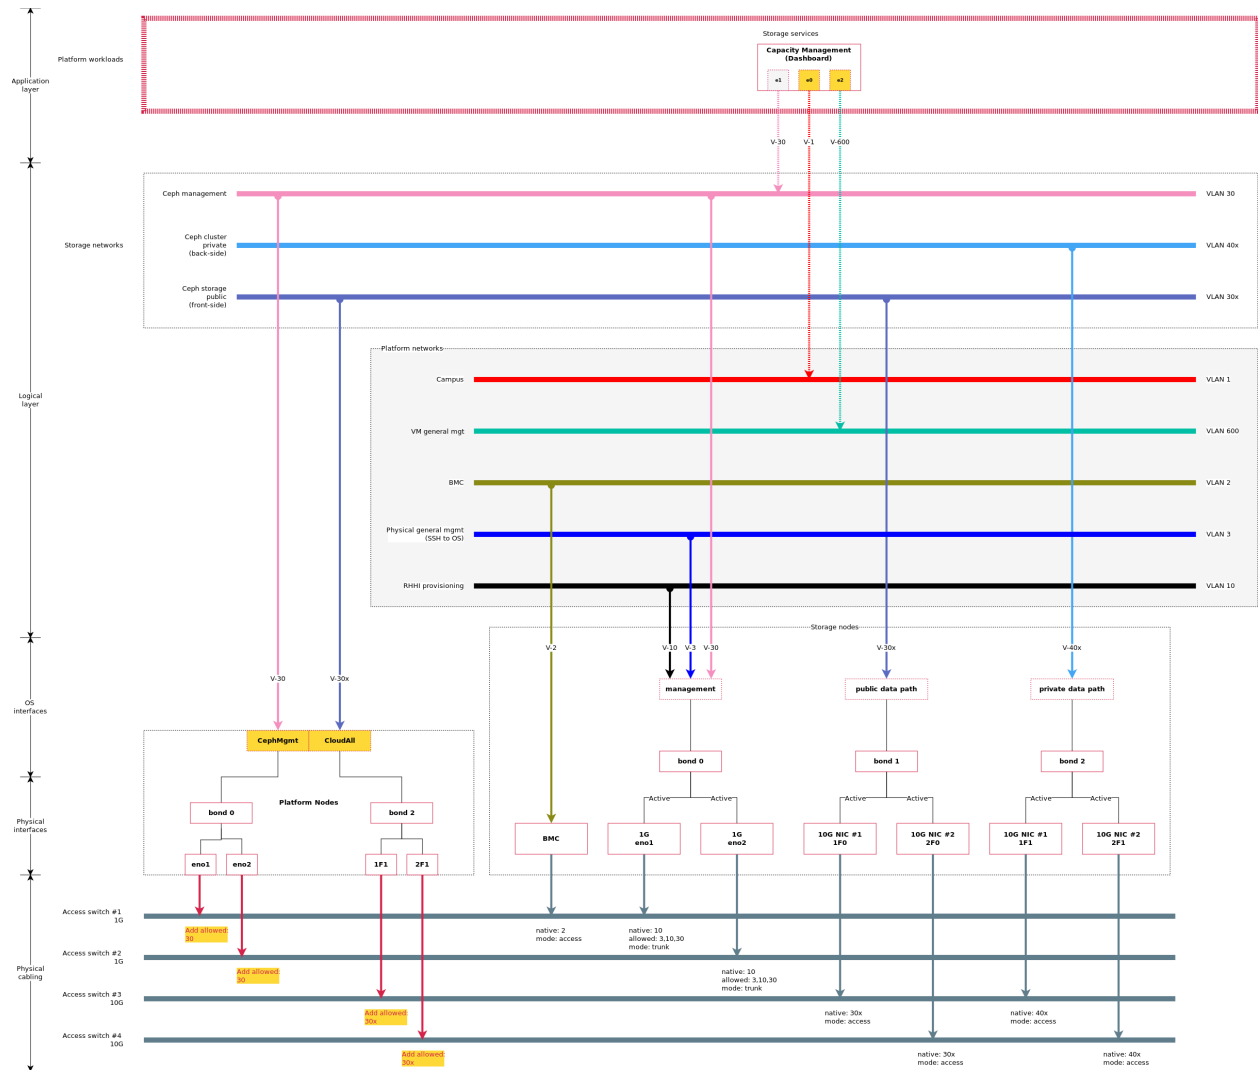 Storage services
Platform workloads
Capacity Management
(Dashboard)
e1
e0
e2
Application
layer
V-30
V-1
V-600
Ceph management
VLAN 30
Storage networks
Ceph cluster
private
(back-side)
VLAN 40x
Ceph storage
public
(front-side)
VLAN 30x
Platform networks
Campus
VLAN 1
Logical
layer
VM general mgt
VLAN 600
BMC
VLAN 2
Physical general mgmt
(SSH to OS)
VLAN 3
RHHI provisioning
VLAN 10
Storage nodes
V-2
V-10
V-3
V-30
V-30x
V-40x
V-30
V-30x
management
public data path
private data path
OS
interfaces
CephMgmt
CloudAll
bond 0
bond 1
bond 2
Platform Nodes
Active
Active
Active
Active
Active
Active
bond 0
bond 2
Physical
interfaces
BMC
1G
eno1
1G
eno2
10G NIC #1
1F0
10G NIC #2
2F0
10G NIC #1
1F1
10G NIC #2
2F1
eno1
eno2
1F1
2F1
Access switch #1
1G
Add allowed:
30
native: 2
mode: access
native: 10
allowed: 3,10,30
mode: trunk
Access switch #2
1G
Physical
cabling
Add allowed:
30
native: 10
allowed: 3,10,30
mode: trunk
Access switch #3
10G
Add allowed:
30x
native: 30x
mode: access
native: 40x
mode: access
Access switch #4
10G
Add allowed:
30x
native: 30x
mode: access
native: 40x
mode: access